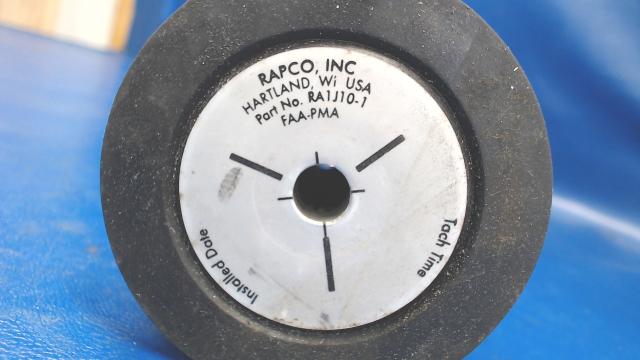 RAPCO, INC
HARTLAND, Wi USA
Part No. RA1J10-1
FAA-PMA
Installed Date
Tach Time